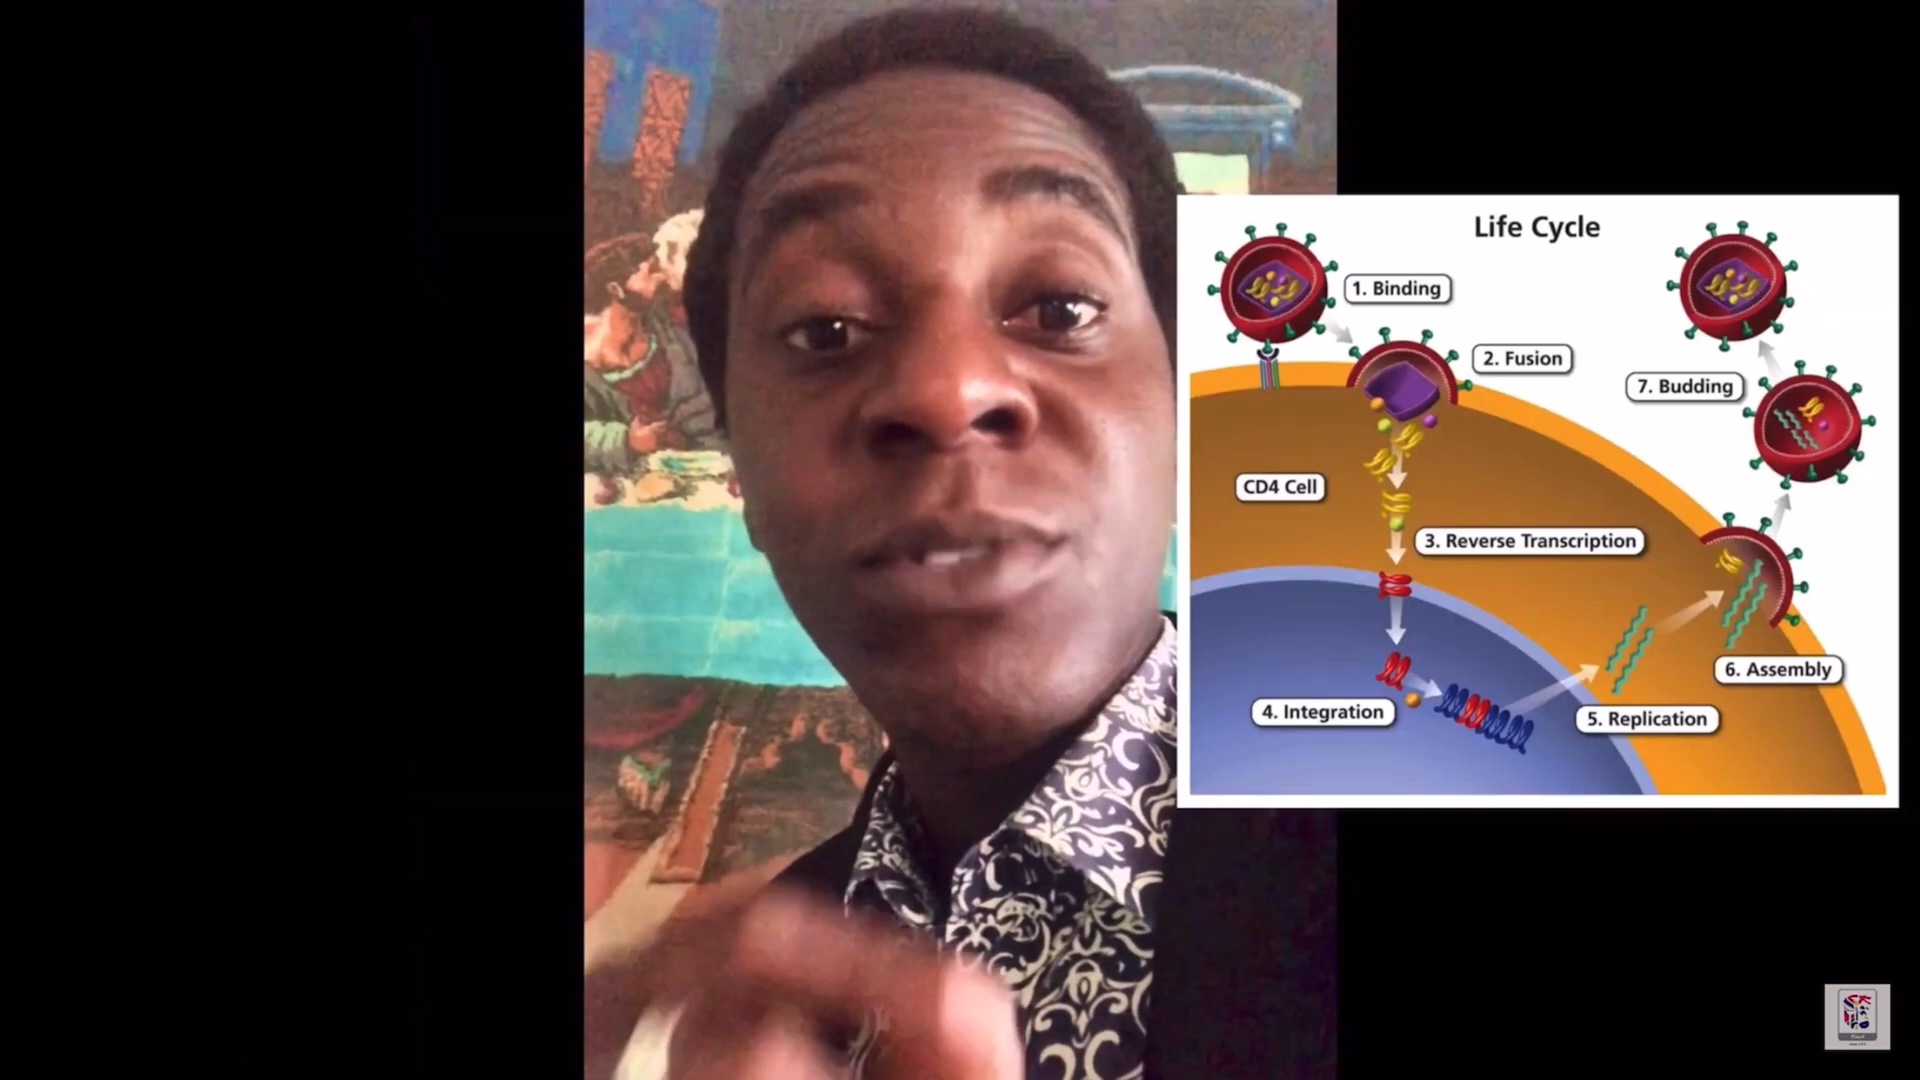 Life Cycle
1. Binding
2. Fusion
7. Budding
CD4 Cell
3. Reverse Transcription
6. Assembly
4. Integration
5. Replication